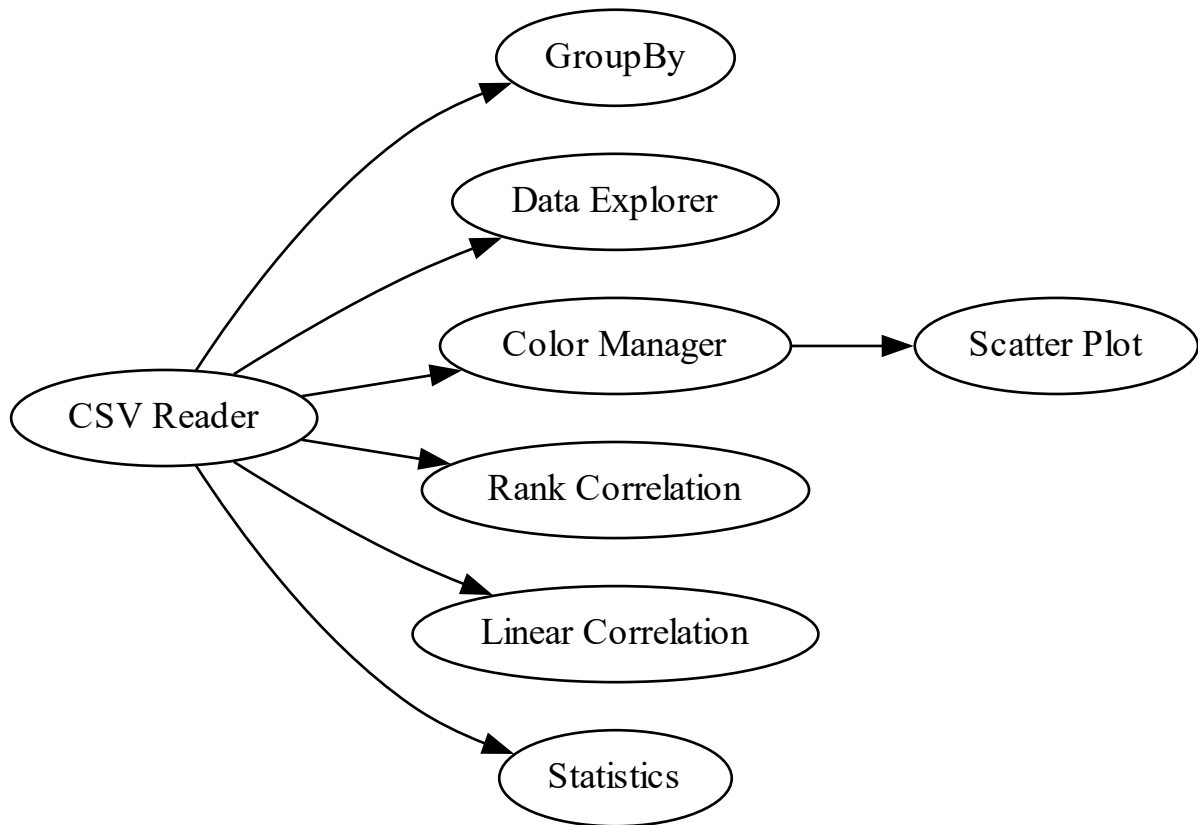 GroupBy
Data Explorer
Color Manager
Scatter Plot
CSV Reader
Rank Correlation
Linear Correlation
Statistics